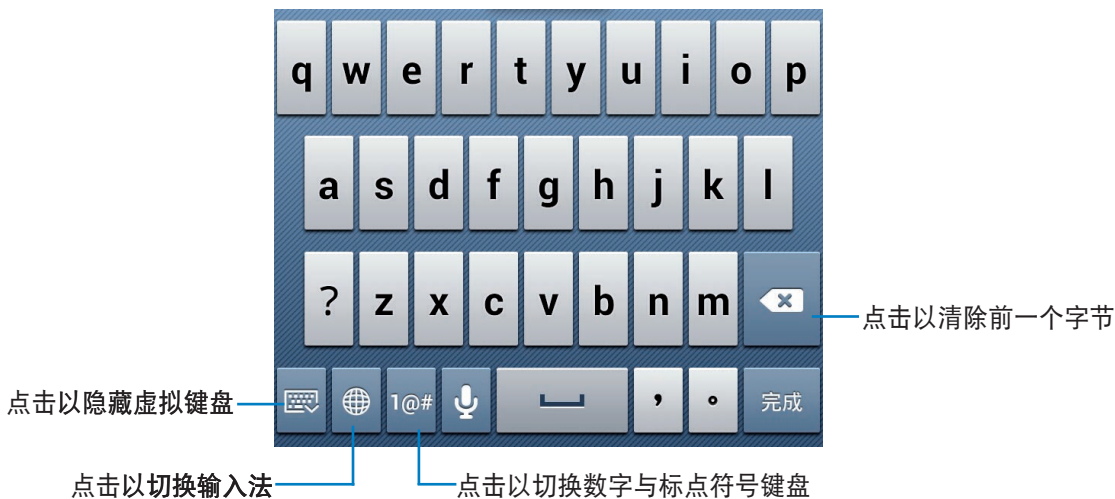 q w e r t y u i o p
a s d f g h j k l
? z x c v b n m
点击以清除前一个字节
点击以隐藏虚拟键盘
1@# , 。 完成
点击以切换输入法
点击以切换数字与标点符号键盘